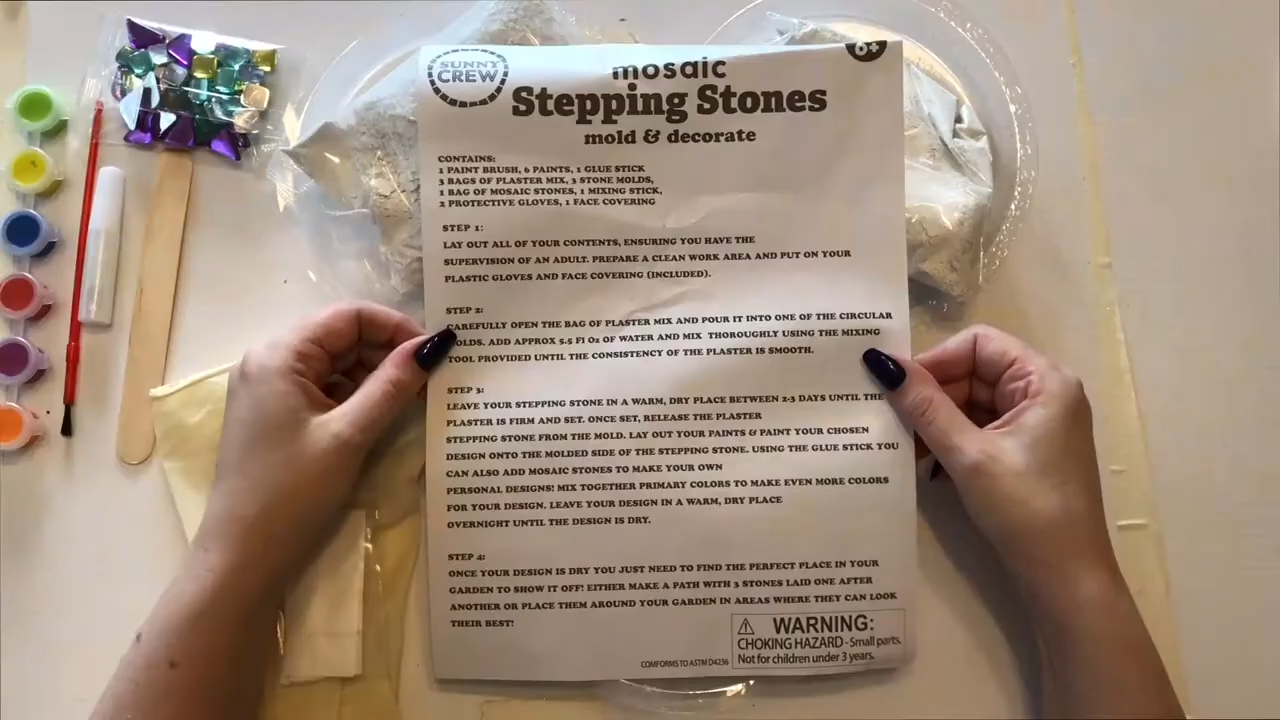 SUNNY CREW
6+
mosaic
Stepping Stones
mold & decorate
CONTAINS:
1 PAINT BRUSH, 6 PAINTS, 1 GLUE STICK
3 BAGS OF PLASTER MIX, 3 STONE MOLDS,
1 BAG OF MOSAIC STONES, 1 MIXING STICK,
2 PROTECTIVE GLOVES, 1 FACE COVERING
STEP 1:
LAY OUT ALL OF YOUR CONTENTS, ENSURING YOU HAVE THE
SUPERVISION OF AN ADULT. PREPARE A CLEAN WORK AREA AND PUT ON YOUR
PLASTIC GLOVES AND FACE COVERING (INCLUDED).
STEP 2:
CAREFULLY OPEN THE BAG OF PLASTER MIX AND POUR IT INTO ONE OF THE CIRCULAR
OLDS. ADD APPROX 5.5 Fl Oz OF WATER AND MIX THOROUGHLY USING THE MIXING
TOOL PROVIDED UNTIL THE CONSISTENCY OF THE PLASTER IS SMOOTH.
STEP 3:
LEAVE YOUR STEPPING STONE IN A WARM, DRY PLACE BETWEEN 2-3 DAYS UNTIL THE
PLASTER IS FIRM AND SET. ONCE SET, RELEASE THE PLASTER
STEPPING STONE FROM THE MOLD. LAY OUT YOUR PAINTS & PAINT YOUR CHOSEN
DESIGN ONTO THE MOLDED SIDE OF THE STEPPING STONE. USING THE GLUE STICK YOU
CAN ALSO ADD MOSAIC STONES TO MAKE YOUR OWN
PERSONAL DESIGNS! MIX TOGETHER PRIMARY COLORS TO MAKE EVEN MORE COLORS
FOR YOUR DESIGN. LEAVE YOUR DESIGN IN A WARM, DRY PLACE
OVERNIGHT UNTIL THE DESIGN IS DRY.
STEP 4:
ONCE YOUR DESIGN IS DRY YOU JUST NEED TO FIND THE PERFECT PLACE IN YOUR
GARDEN TO SHOW IT OFF! EITHER MAKE A PATH WITH 3 STONES LAID ONE AFTER
ANOTHER OR PLACE THEM AROUND YOUR GARDEN IN AREAS WHERE THEY CAN LOOK
THEIR BEST!
WARNING:
CHOKING HAZARD - Small parts.
Not for children under 3 years.
COMFORMS TO ASTM D4236